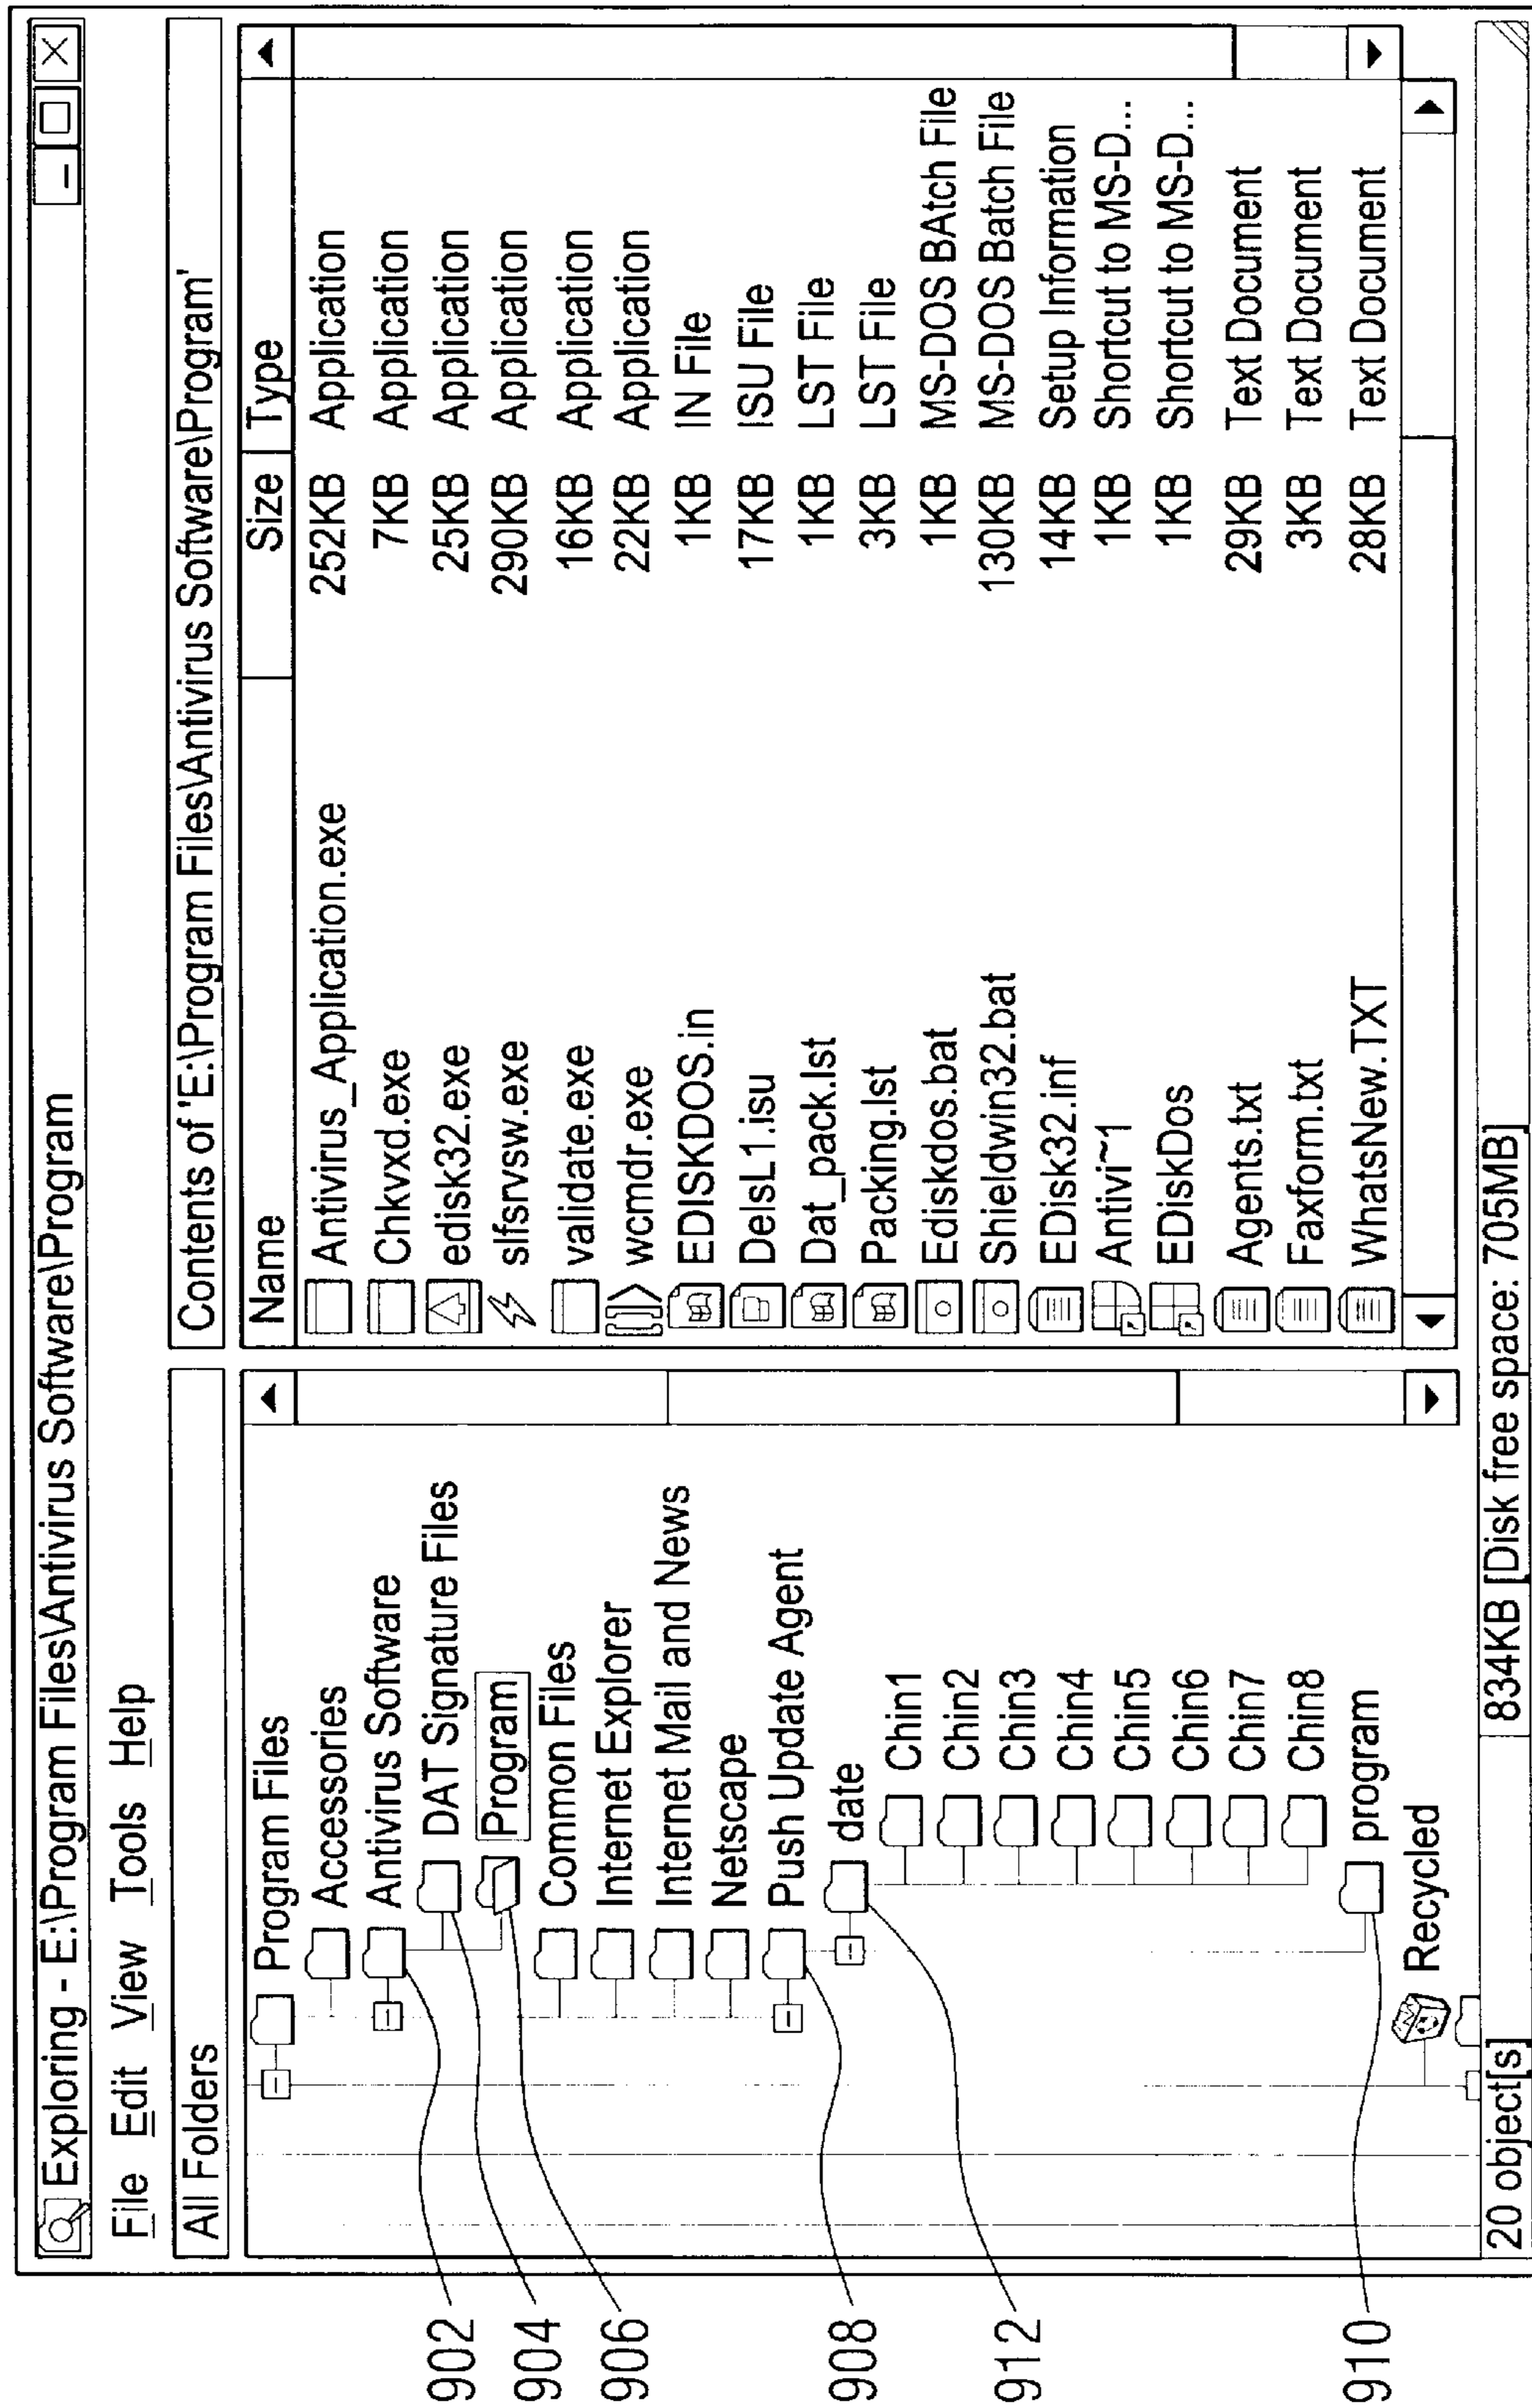 Exploring - E:\Program Files\Antivirus Software\Program
File Edit View Tools Help
All Folders
Program Files
Accessories
Antivirus Software
DAT Signature Files
Program
Common Files
Internet Explorer
Internet Mail and News
Netscape
Push Update Agent
date
Chin1
Chin2
Chin3
Chin4
Chin5
Chin6
Chin7
Chin8
program
Recycled
902
904
906
908
912
910
Contents of 'E:\Program Files\Antivirus Software\Program'
Name Size Type
Antivirus_Application.exe 252KB Application
Chkvxd.exe 7KB Application
edisk32.exe 25KB Application
slfsrvsw.exe 290KB Application
validate.exe 16KB Application
wcmdr.exe 22KB Application
EDISKDOS.in 1KB IN File
DelsL1.isu 17KB ISU File
Dat_pack.lst 1KB LST File
Packing.lst 3KB LST File
Ediskdos.bat 1KB MS-DOS BAtch File
Shieldwin32.bat 130KB MS-DOS Batch File
EDisk32.inf 14KB Setup Information
Antivi~1 1KB Shortcut to MS-D...
EDiskDos 1KB Shortcut to MS-D...
Agents.txt 29KB Text Document
Faxform.txt 3KB Text Document
WhatsNew.TXT 28KB Text Document
20 object[s] 834KB [Disk free space: 705MB]